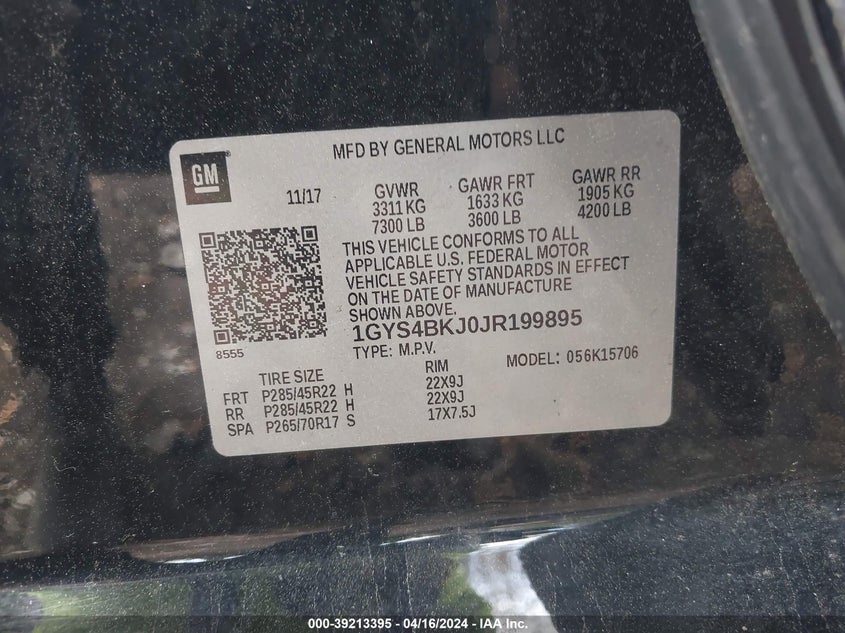 MFD BY GENERAL MOTORS LLC
GM
11/17
GVWR GAWR FRT GAWR RR
3311 KG 1633 KG 1905 KG
7300 LB 3600 LB 4200 LB
THIS VEHICLE CONFORMS TO ALL
APPLICABLE U.S. FEDERAL MOTOR
VEHICLE SAFETY STANDARDS IN EFFECT
ON THE DATE OF MANUFACTURE
SHOWN ABOVE.
1GYS4BKJ0JR199895
8555
TYPE: M.P.V. MODEL: 056K15706
TIRE SIZE RIM
FRT P285/45R22 H 22X9J
RR P285/45R22 H 22X9J
SPA P265/70R17 S 17X7.5J
000-39213395 - 04/16/2024 - IAA Inc.